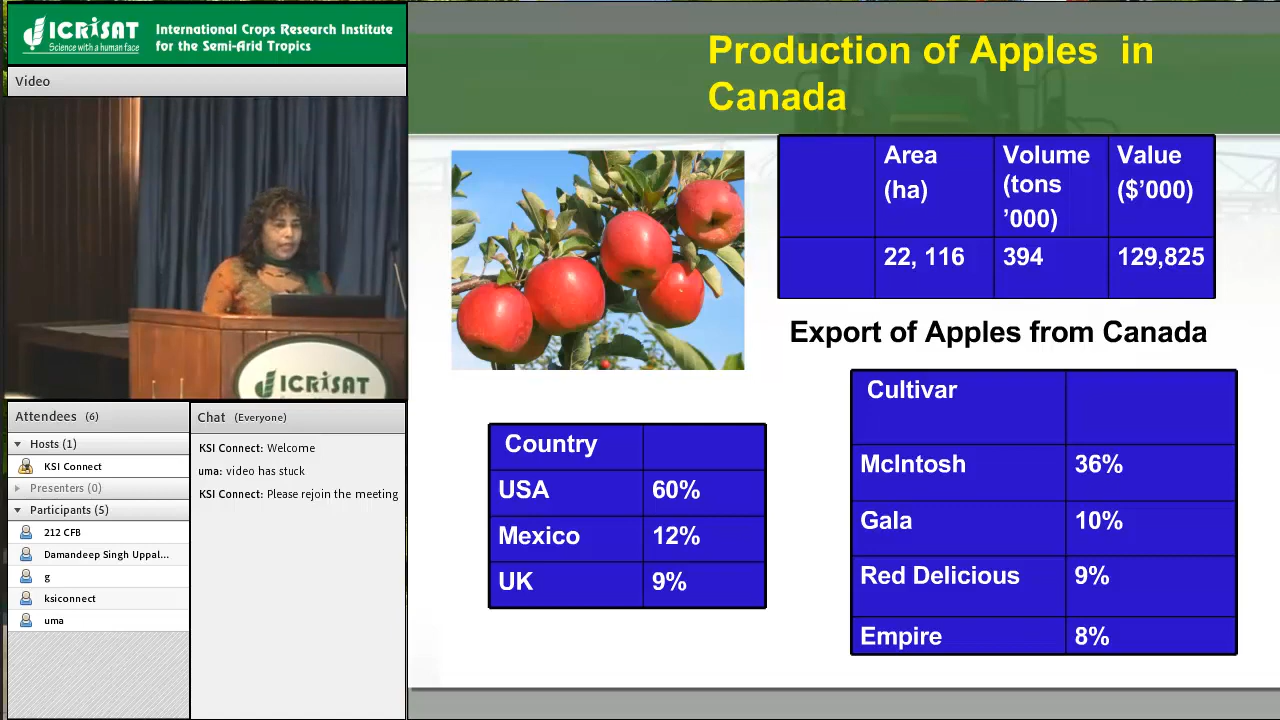 ICRISAT
Science with a human face
International Crops Research Institute
for the Semi-Arid Tropics
Video
ICRISAT
Attendees (6)
Hosts (1)
KSI Connect
Presenters (0)
Participants (5)
212 CFB
Damandeep Singh Uppal...
g
ksiconnect
uma
Chat (Everyone)
KSI Connect: Welcome
uma: video has stuck
KSI Connect: Please rejoin the meeting
Production of Apples in
Canada
Area (ha) Volume (tons ’000) Value ($’000)
22, 116 394 129,825
Export of Apples from Canada
Country
USA 60%
Mexico 12%
UK 9%
Cultivar
McIntosh 36%
Gala 10%
Red Delicious 9%
Empire 8%